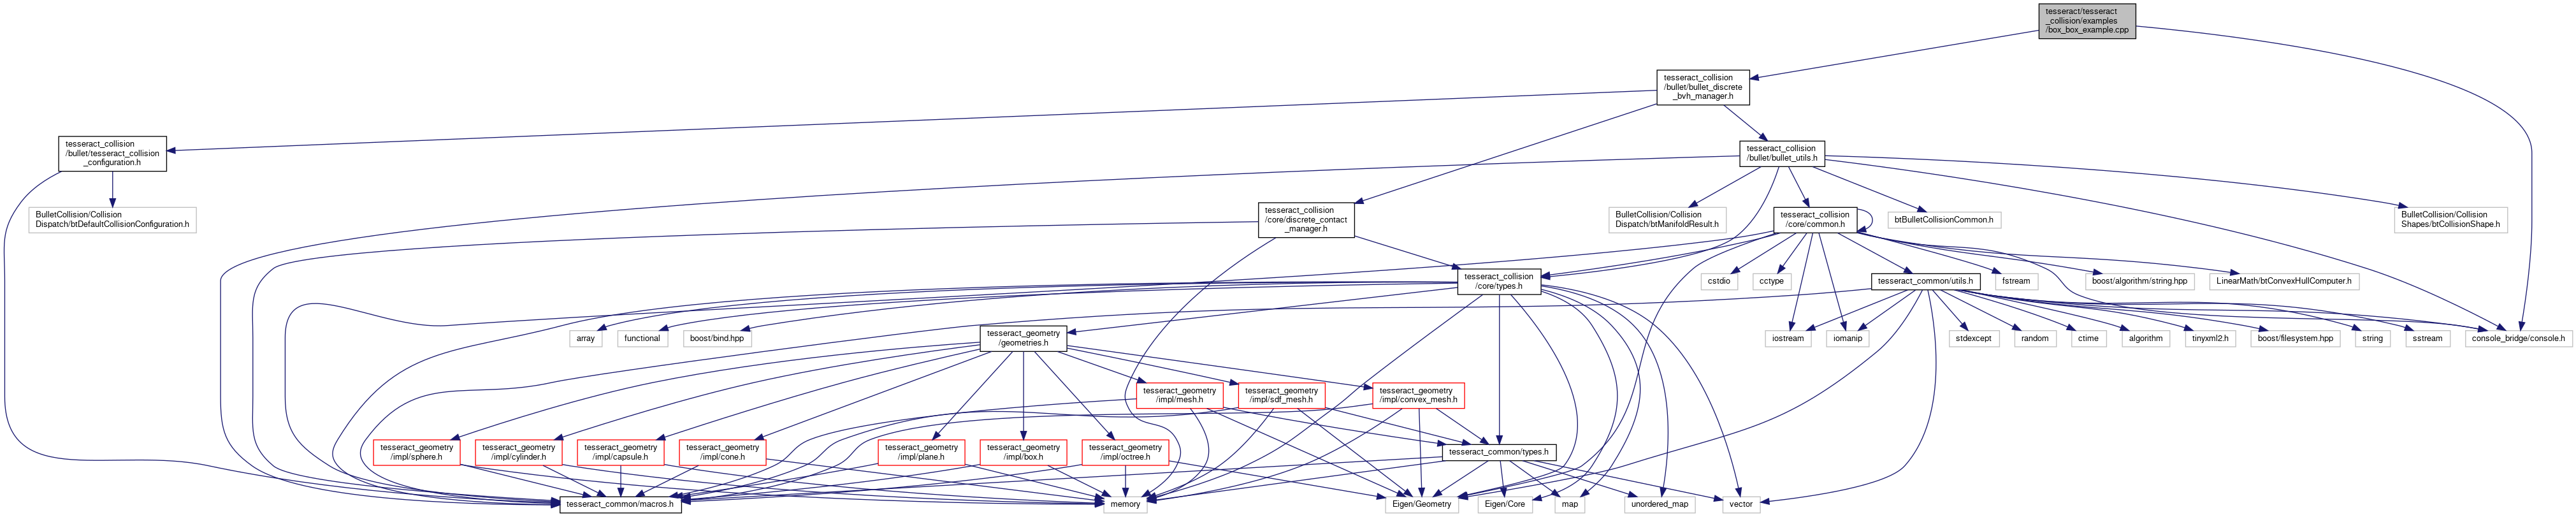 tesseract/tesseract
_collision/examples
/box_box_example.cpp
tesseract_collision
/bullet/bullet_discrete
_bvh_manager.h
tesseract_collision
/bullet/tesseract_collision
_configuration.h
tesseract_collision
/bullet/bullet_utils.h
BulletCollision/Collision
Dispatch/btDefaultCollisionConfiguration.h
tesseract_collision
/core/discrete_contact
_manager.h
BulletCollision/Collision
Dispatch/btManifoldResult.h
tesseract_collision
/core/common.h
btBulletCollisionCommon.h
BulletCollision/Collision
Shapes/btCollisionShape.h
tesseract_collision
/core/types.h
cstdio
cctype
tesseract_common/utils.h
fstream
boost/algorithm/string.hpp
LinearMath/btConvexHullComputer.h
array
functional
boost/bind.hpp
tesseract_geometry
/geometries.h
iostream
iomanip
stdexcept
random
ctime
algorithm
tinyxml2.h
boost/filesystem.hpp
string
sstream
console_bridge/console.h
tesseract_geometry
/impl/mesh.h
tesseract_geometry
/impl/sdf_mesh.h
tesseract_geometry
/impl/convex_mesh.h
tesseract_geometry
/impl/sphere.h
tesseract_geometry
/impl/cylinder.h
tesseract_geometry
/impl/capsule.h
tesseract_geometry
/impl/cone.h
tesseract_geometry
/impl/plane.h
tesseract_geometry
/impl/box.h
tesseract_geometry
/impl/octree.h
tesseract_common/types.h
tesseract_common/macros.h
memory
Eigen/Geometry
Eigen/Core
map
unordered_map
vector